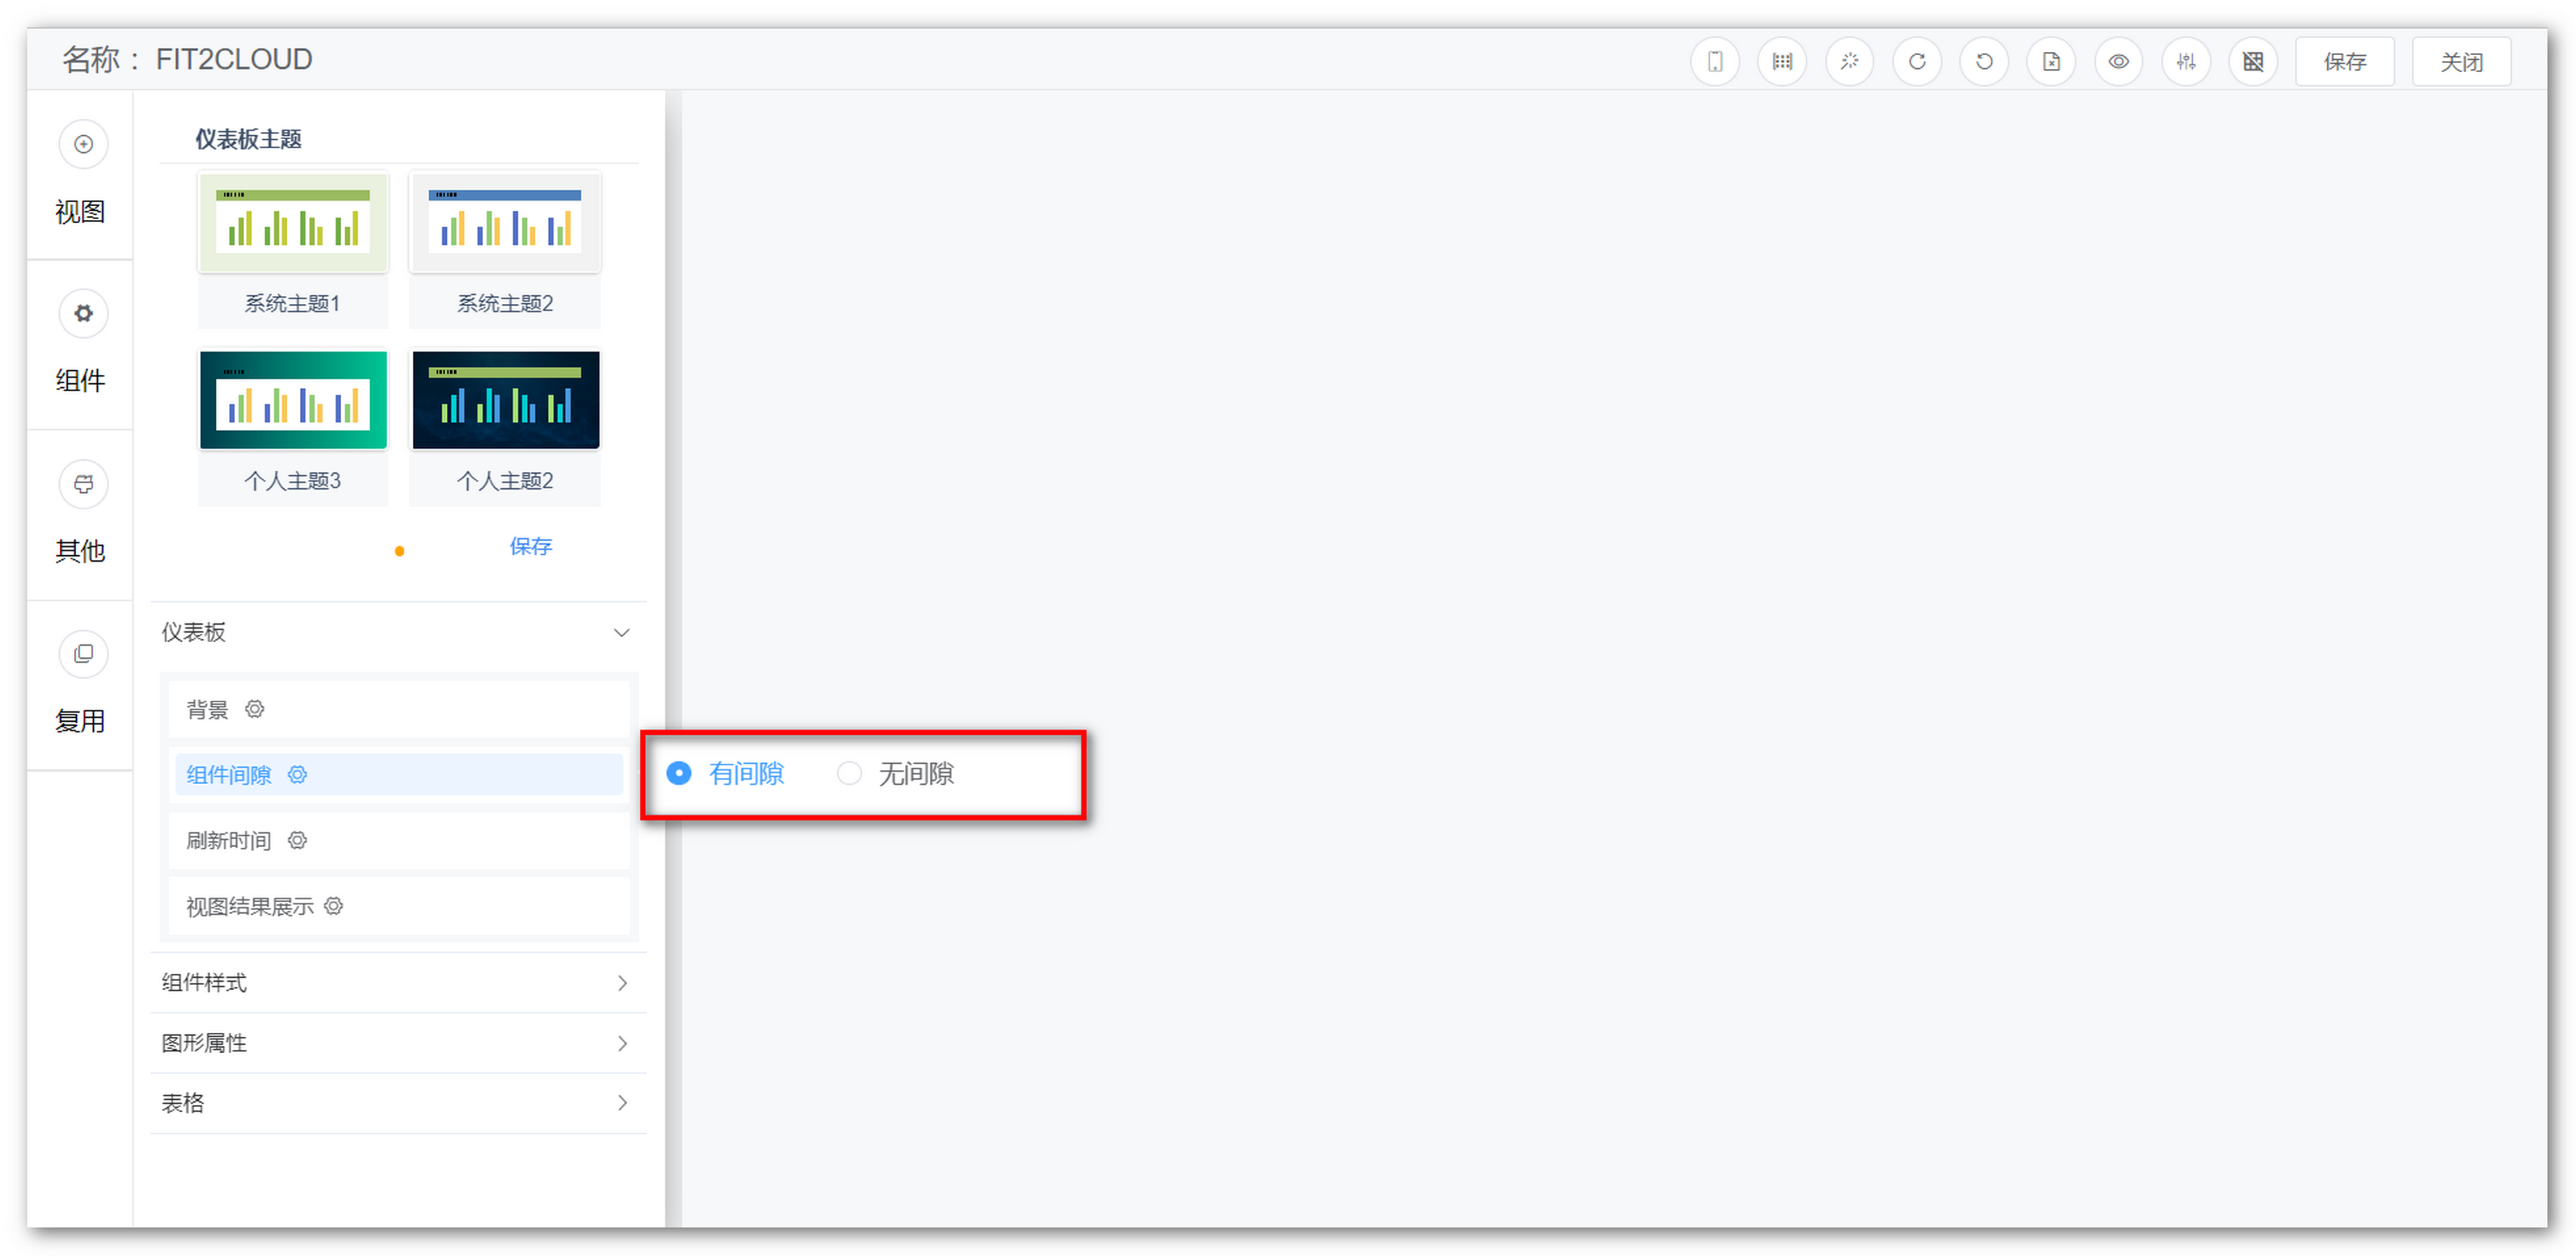 名称： FIT2CLOUD
保存
关闭
视图
组件
其他
复用
仪表板主题
系统主题1
系统主题2
个人主题3
个人主题2
保存
仪表板
背景
组件间隙
有间隙
无间隙
刷新时间
视图结果展示
组件样式
图形属性
表格